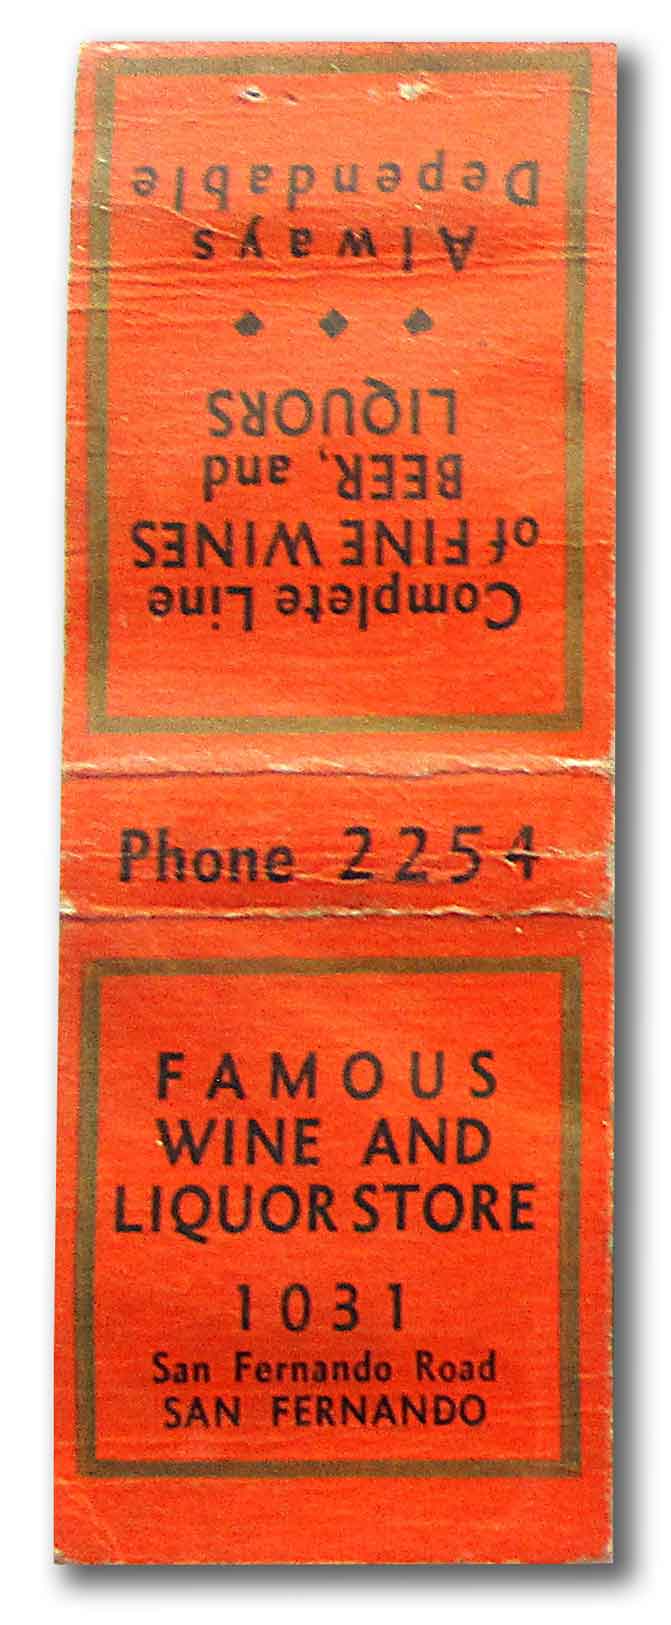 Complete Line
of FINE WINES
BEER, and
LIQUORS
Always
Dependable
Phone 2254
FAMOUS
WINE AND
LIQUOR STORE
1031
San Fernando Road
SAN FERNANDO